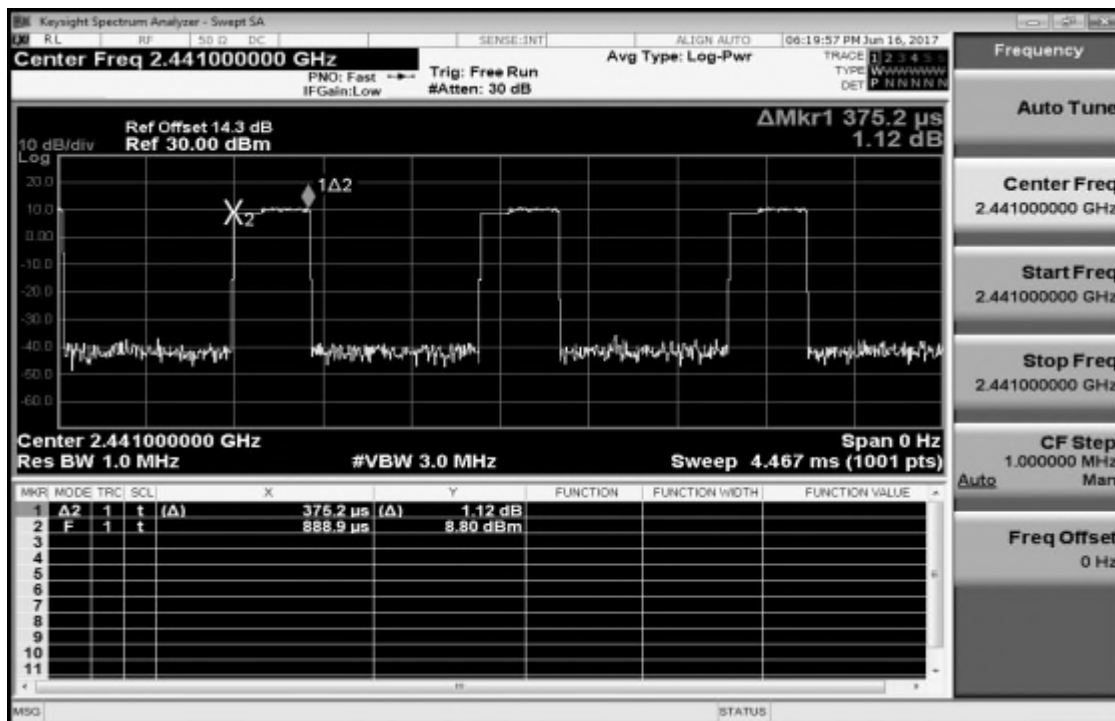 Keysight Spectrum Analyzer - Swept SA
RL RF 50 Ω DC SENSE:INT ALIGN AUTO 06:19:57 PM Jun 16, 2017
Center Freq 2.441000000 GHz
PNO: Fast
IFGain:Low
Trig: Free Run
#Atten: 30 dB
Avg Type: Log-Pwr
TRACE 1 2 3 4 5 6
TYPE W
DET P N N N N N
Frequency
Auto Tune
Center Freq
2.441000000 GHz
Start Freq
2.441000000 GHz
Stop Freq
2.441000000 GHz
CF Step
1.000000 MHz
Auto Man
Freq Offset
0 Hz
ΔMkr1 375.2 µs
1.12 dB
Ref Offset 14.3 dB
10 dB/div Ref 30.00 dBm
Log
20.0
10.0
0.00
-10.0
-20.0
-30.0
-40.0
-50.0
-60.0
X2
1Δ2
Center 2.441000000 GHz Span 0 Hz
Res BW 1.0 MHz #VBW 3.0 MHz Sweep 4.467 ms (1001 pts)
MKR MODE TRC SCL X Y FUNCTION FUNCTION WIDTH FUNCTION VALUE
1 Δ2 1 t (Δ) 375.2 µs (Δ) 1.12 dB
2 F 1 t 888.9 µs 8.80 dBm
3
4
5
6
7
8
9
10
11
MSG STATUS